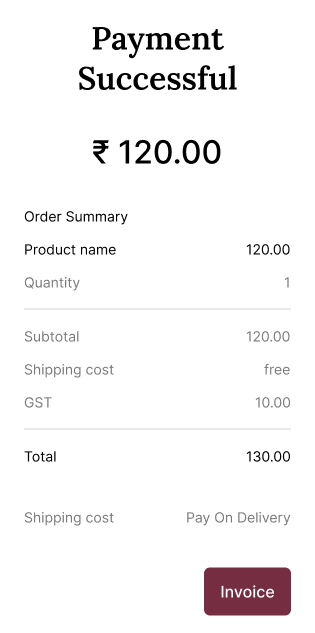 Payment
Successful
₹ 120.00
Order Summary
Product name 120.00
Quantity 1
Subtotal 120.00
Shipping cost free
GST 10.00
Total 130.00
Shipping cost Pay On Delivery
Invoice